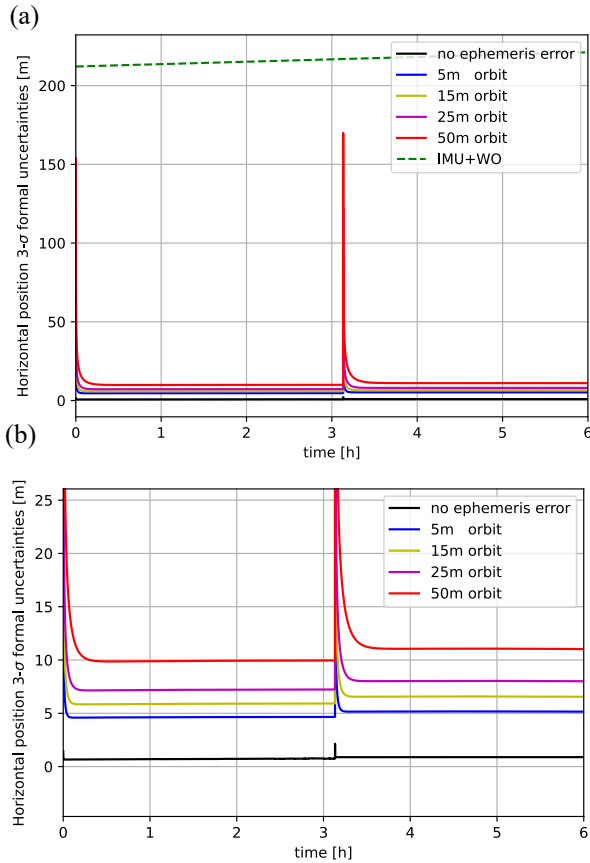 (a)
Horizontal position 3-σ formal uncertainties [m]
200
150
100
50
0
no ephemeris error
5m orbit
15m orbit
25m orbit
50m orbit
IMU+WO
0 1 2 3 4 5 6
time [h]
(b)
Horizontal position 3-σ formal uncertainties [m]
25
20
15
10
5
0
no ephemeris error
5m orbit
15m orbit
25m orbit
50m orbit
0 1 2 3 4 5 6
time [h]